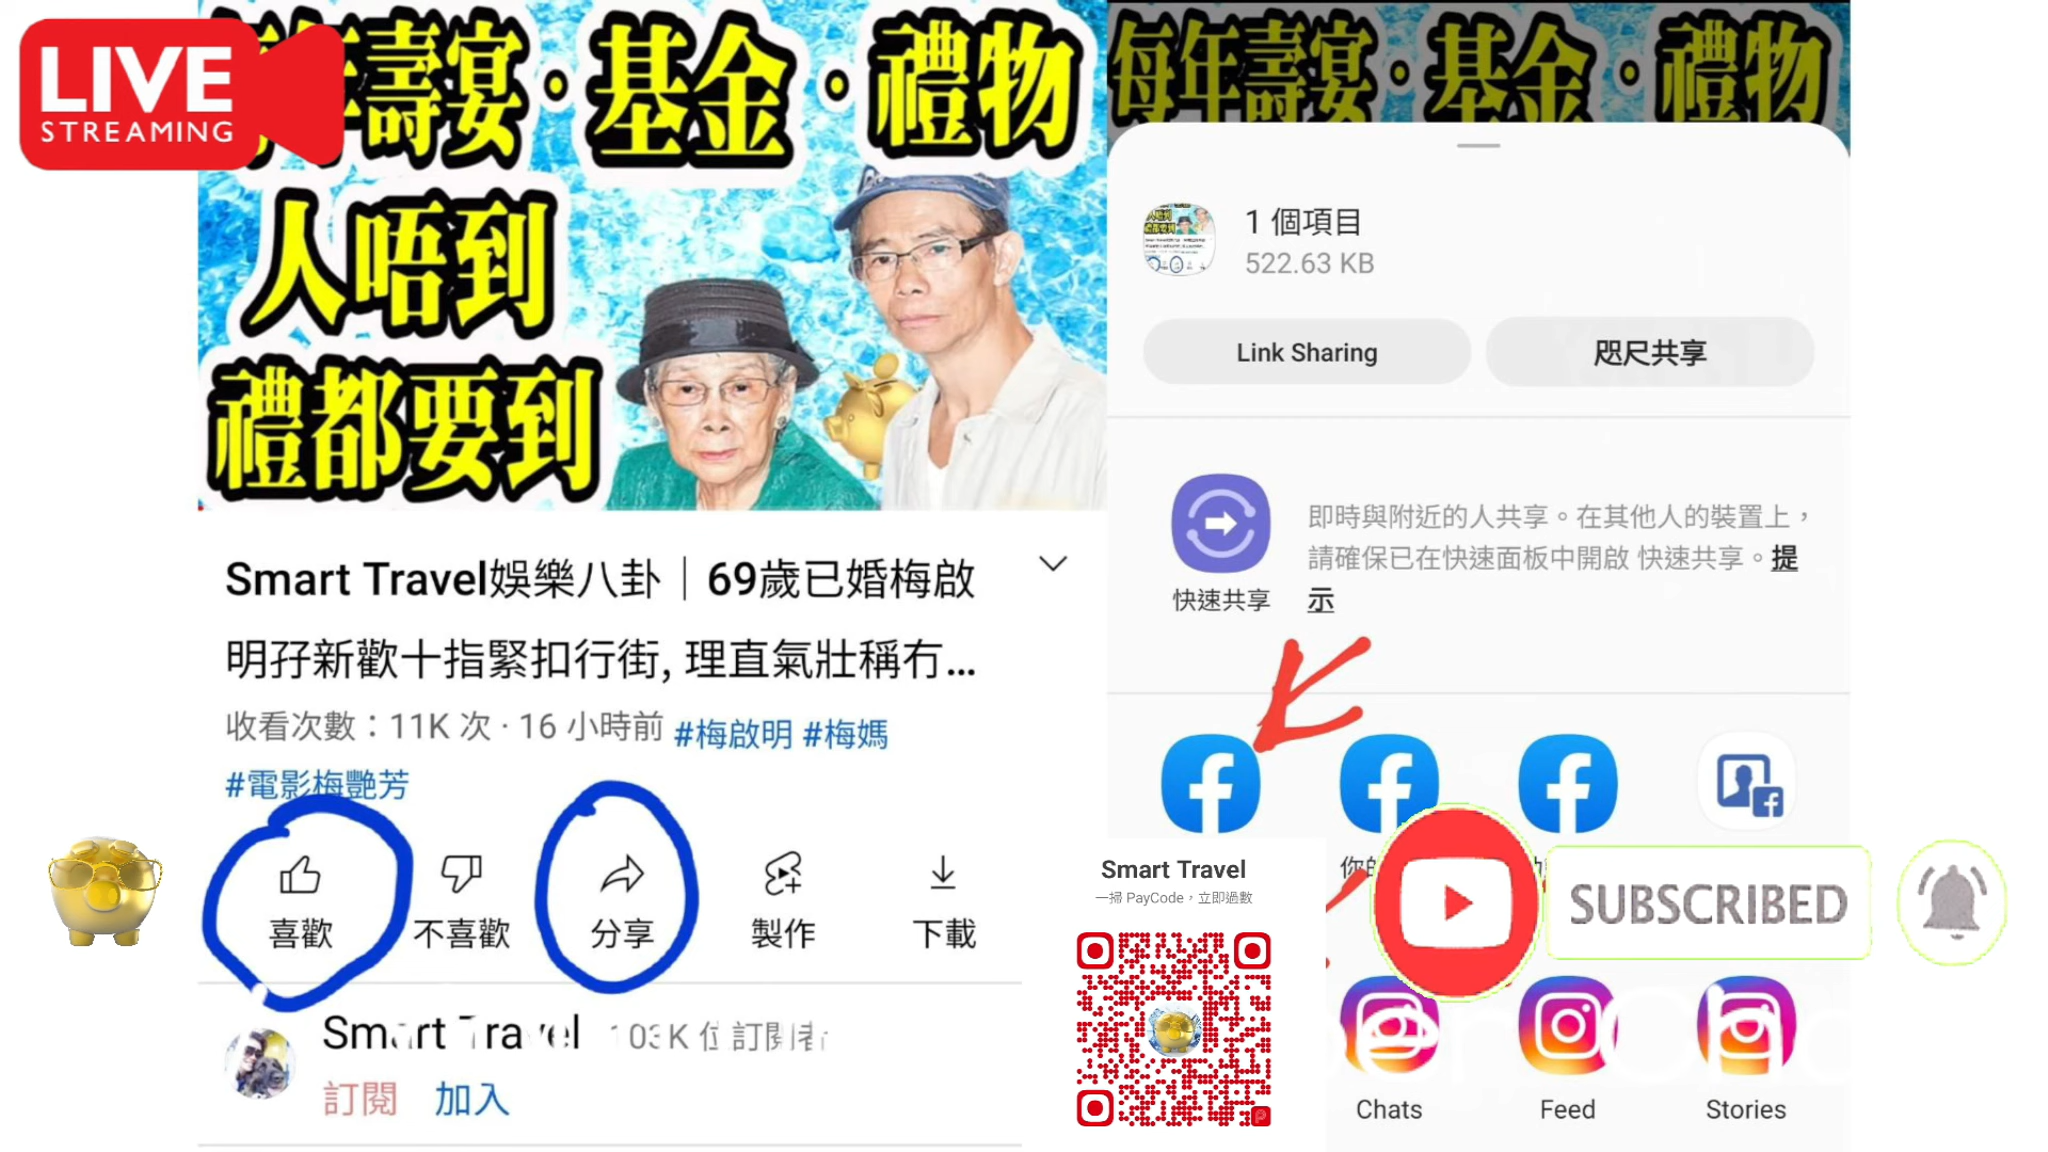 LIVE
STREAMING
年壽宴·基金·禮物
人唔到
禮都要到
Smart Travel娛樂八卦｜69歲已婚梅啟
明孖新歡十指緊扣行街, 理直氣壯稱冇...
收看次數：11K 次 · 16 小時前 #梅啟明 #梅媽
#電影梅艷芳
喜歡
不喜歡
分享
製作
下載
Smart Travel 103K 位訂閱者
訂閱 加入
每年壽宴·基金·禮物
1 個項目
522.63 KB
Link Sharing
咫尺共享
快速共享
即時與附近的人共享。在其他人的裝置上，
請確保已在快速面板中開啟 快速共享。提
示
Smart Travel
一掃 PayCode，立即過數
SUBSCRIBED
Chats
Feed
Stories